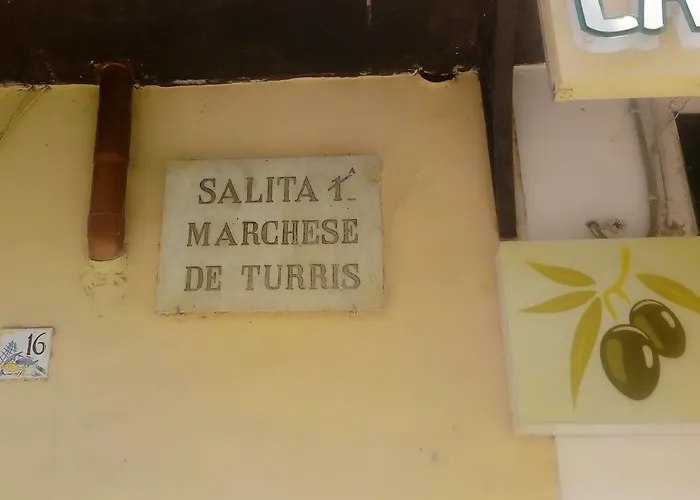 SALITA 1ᴬ
MARCHESE
DE TURRIS
16